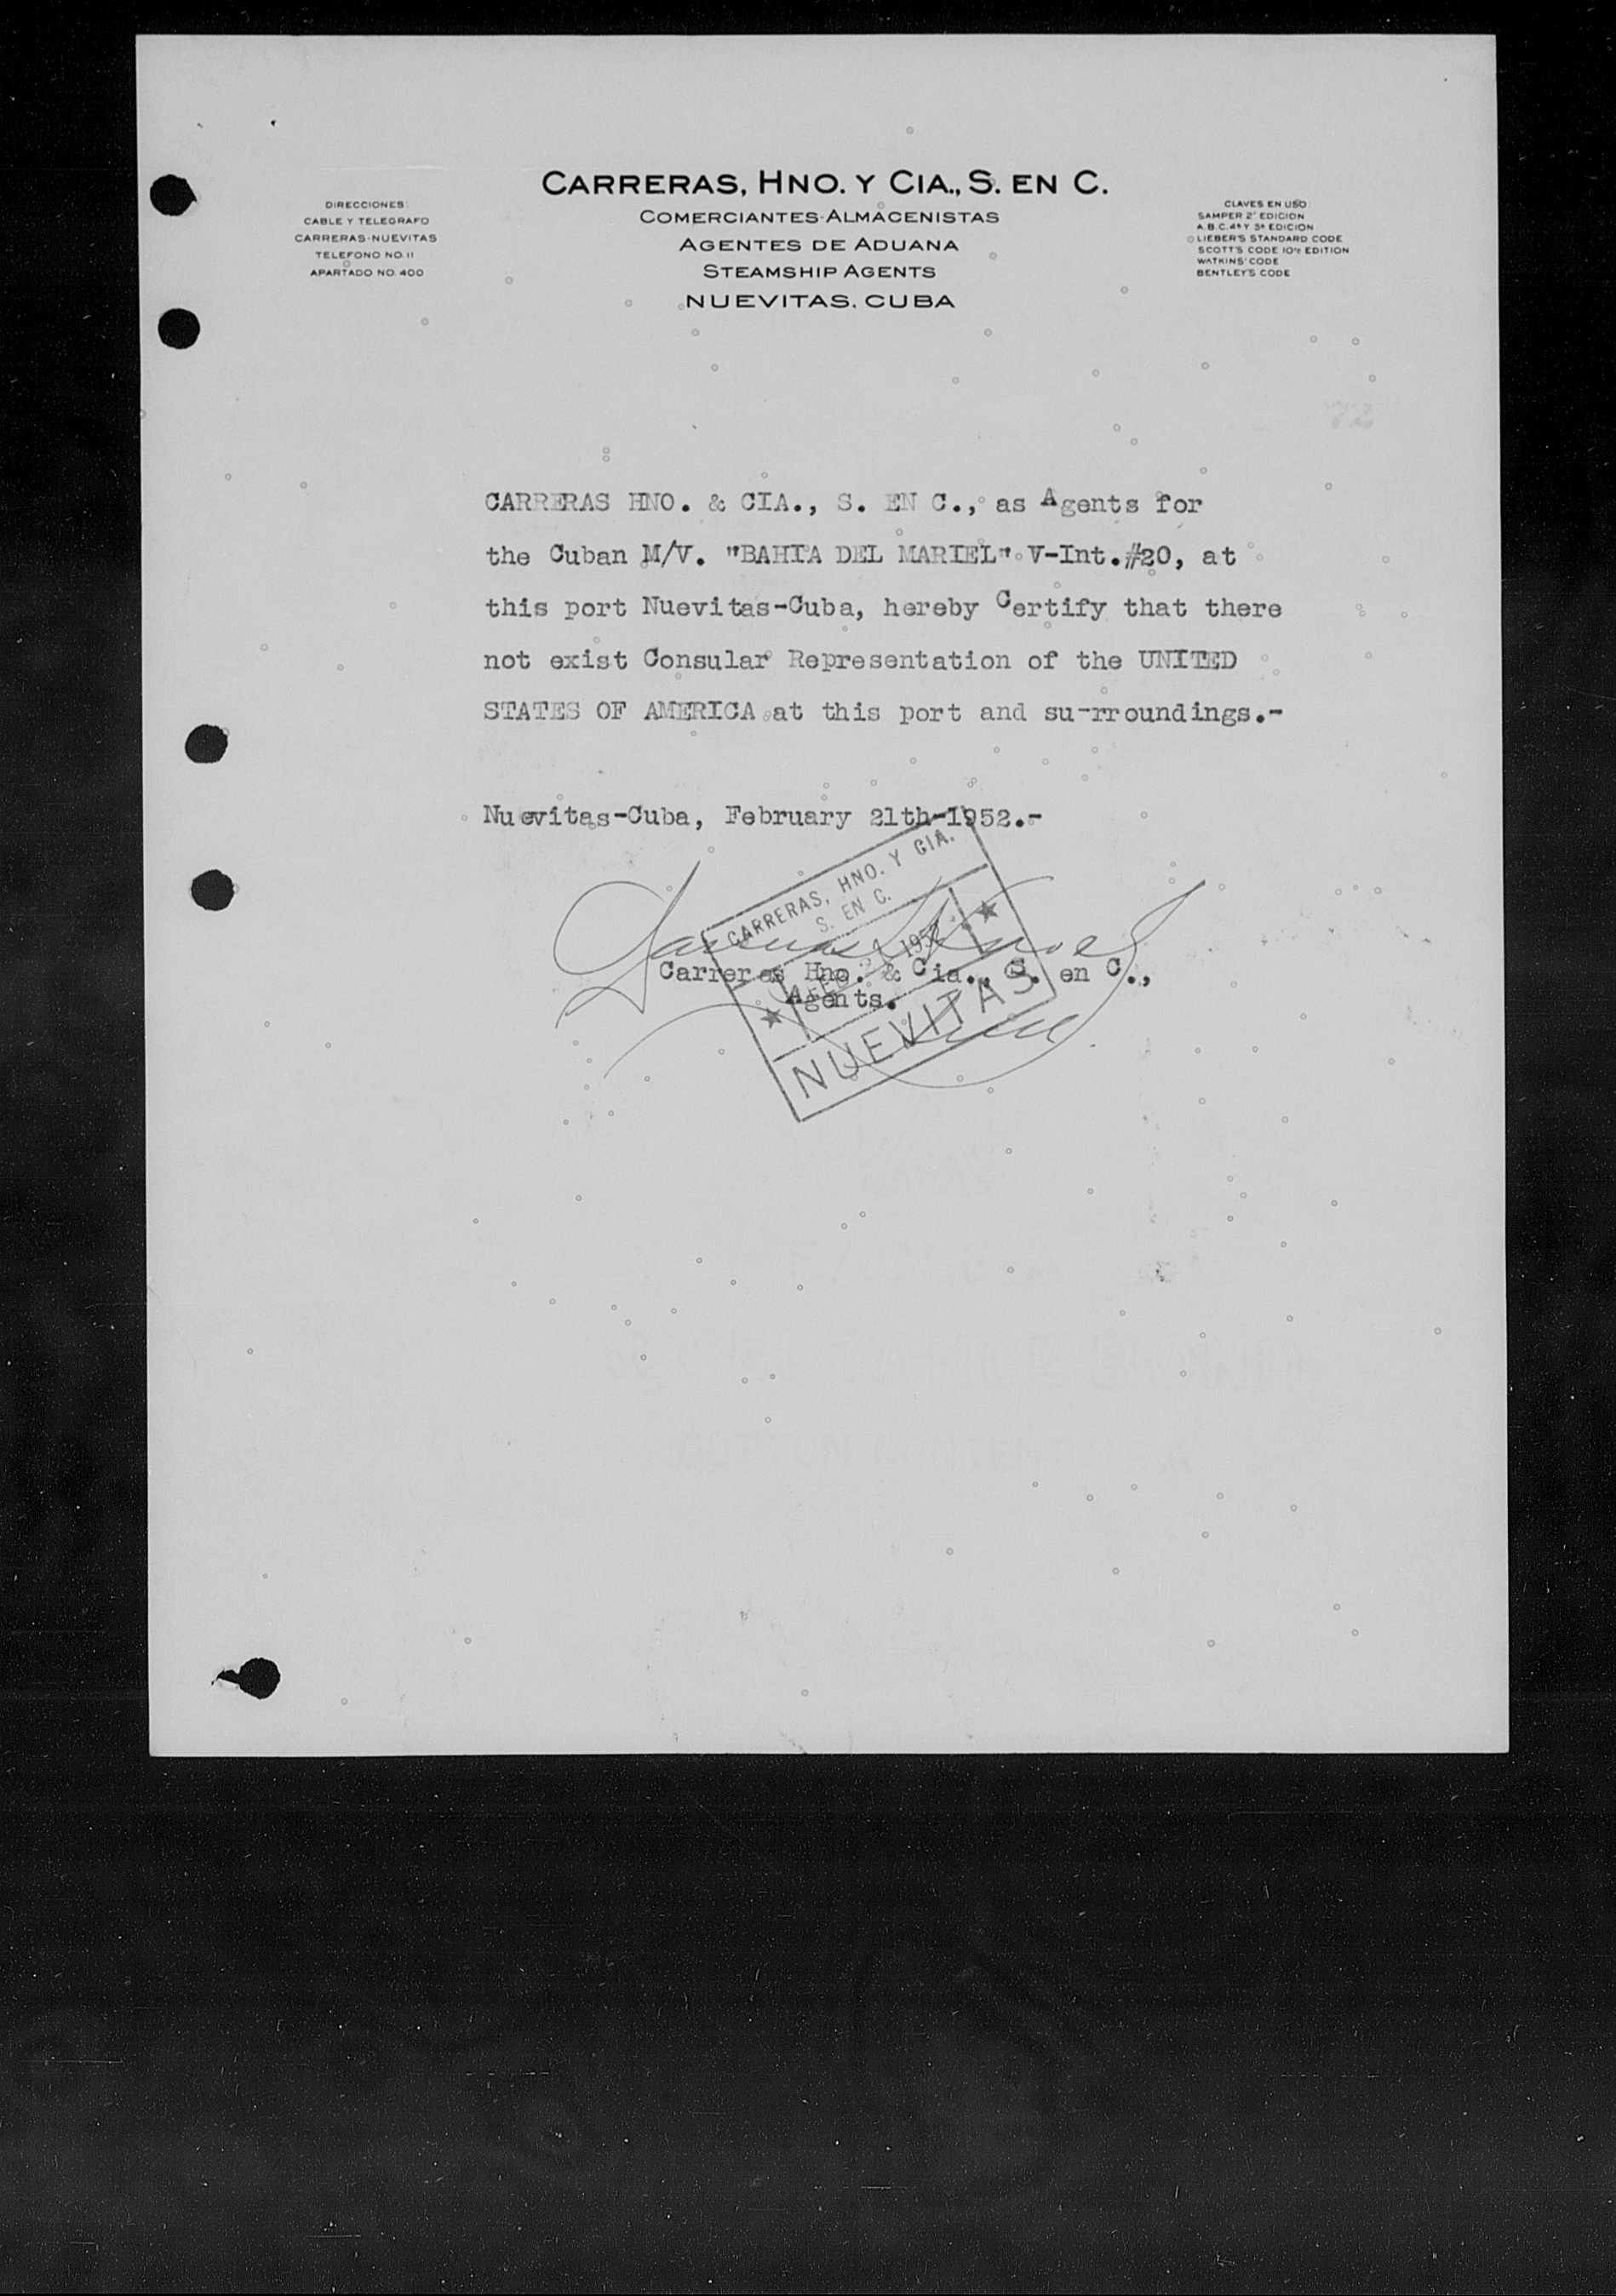 CARRERAS, HNO. Y CIA., S. EN C.
COMERCIANTES-ALMACENISTAS
AGENTES DE ADUANA
STEAMSHIP AGENTS
NUEVITAS, CUBA
DIRECCIONES:
CABLE Y TELEGRAFO
CARRERAS-NUEVITAS
TELEFONO NO. 11
APARTADO NO. 400
CLAVES EN USO:
SAMPER 2ª EDICION
A.B.C. 4ª Y 5ª EDICION
LIEBER'S STANDARD CODE
SCOTT'S CODE 10TH EDITION
WATKINS' CODE
BENTLEY'S CODE
CARRERAS HNO. & CIA., S. EN C., as Agents for
the Cuban M/V. "BAHIA DEL MARIEL" V-Int.#20, at
this port Nuevitas-Cuba, hereby Certify that there
not exist Consular Representation of the UNITED
STATES OF AMERICA at this port and su-rroundings.-
Nuevitas-Cuba, February 21th-1952.-
CARRERAS, HNO. Y CIA.
S. EN C.
FEB 21 1952
NUEVITAS
Carreras Hno. & Cia., S. en C.,
Agents.